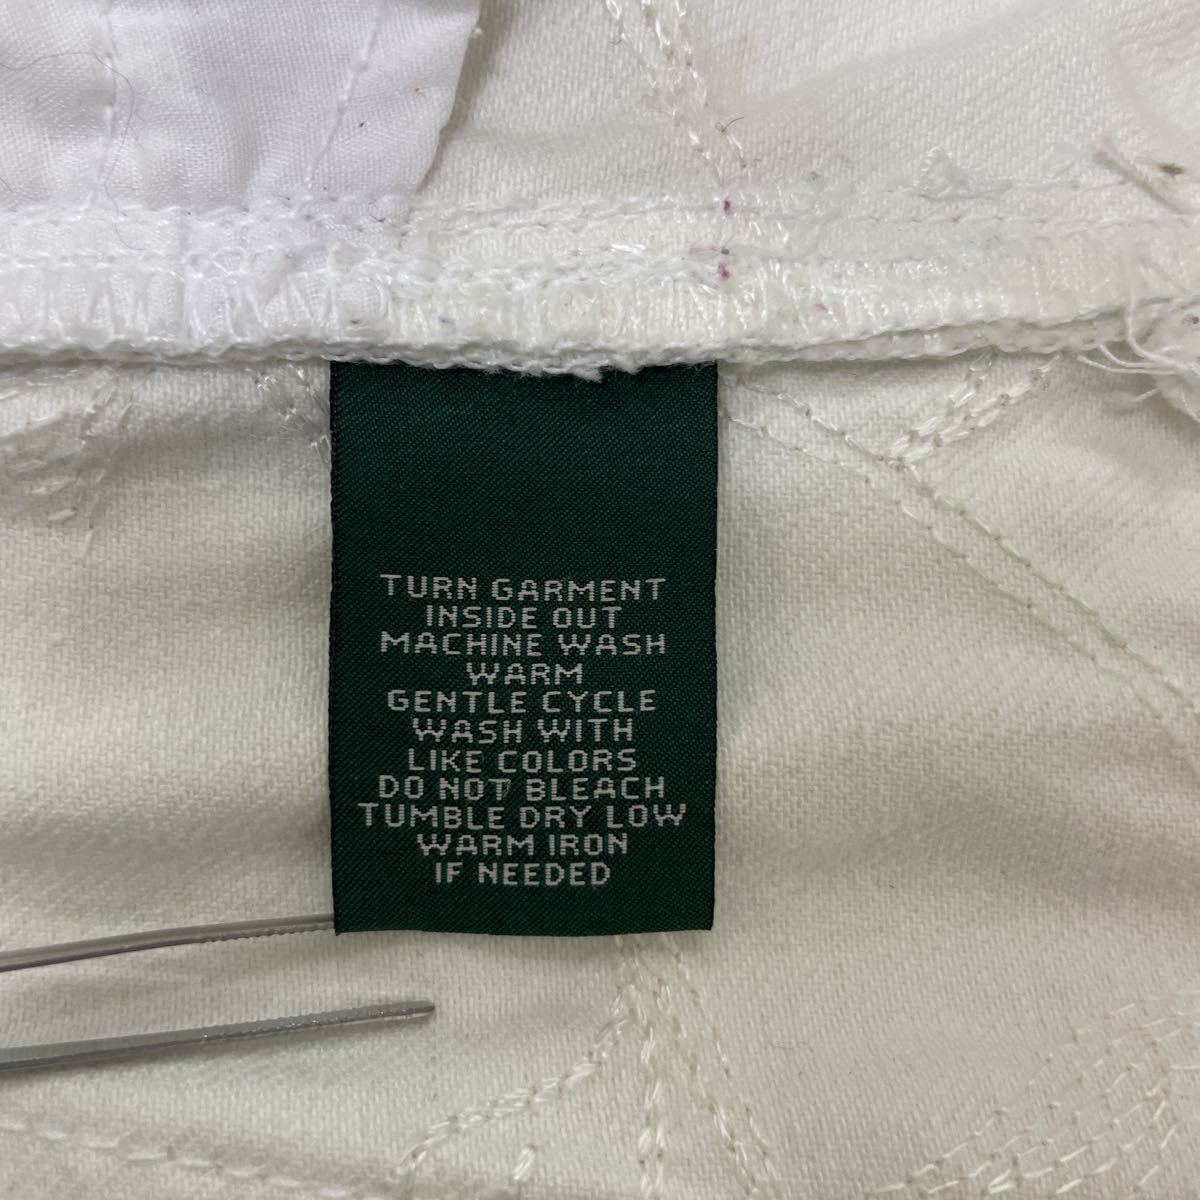 TURN GARMENT
INSIDE OUT
MACHINE WASH
WARM
GENTLE CYCLE
WASH WITH
LIKE COLORS
DO NOT BLEACH
TUMBLE DRY LOW
WARM IRON
IF NEEDED